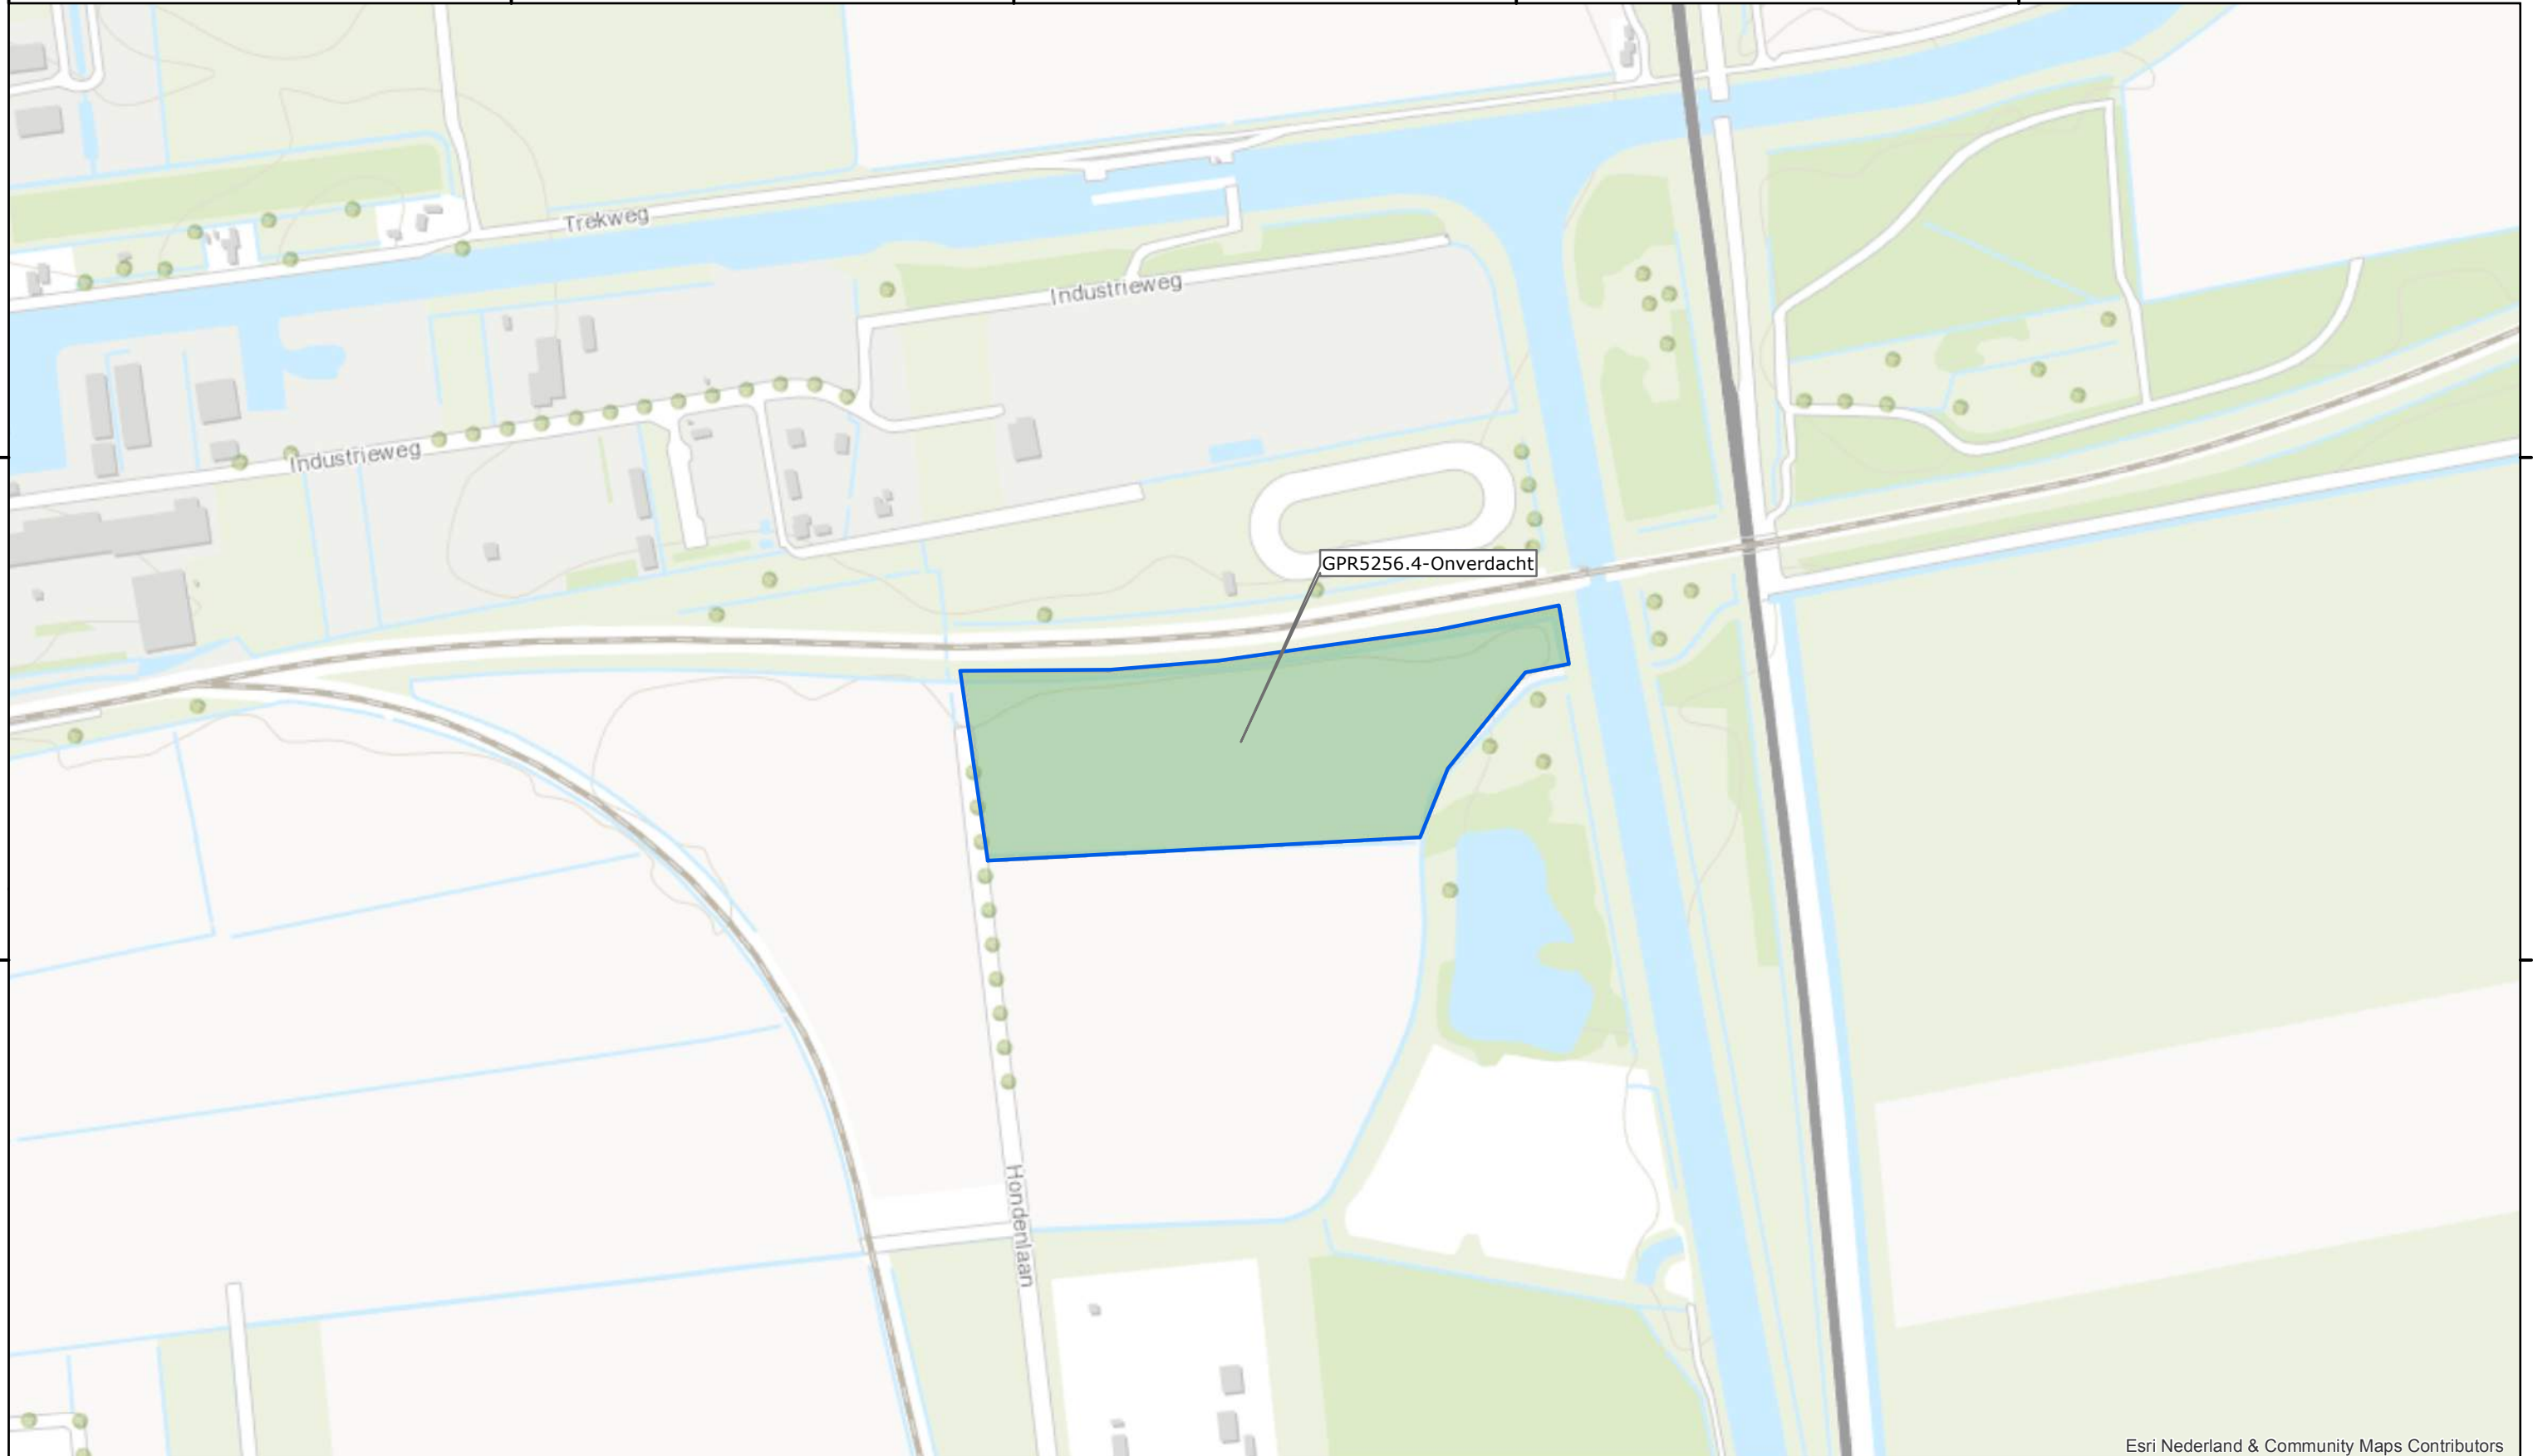 Trekweg
Industrieweg
Industrieweg
GPR5256.4-Onverdacht
Hondenlaan
Esri Nederland & Community Maps Contributors